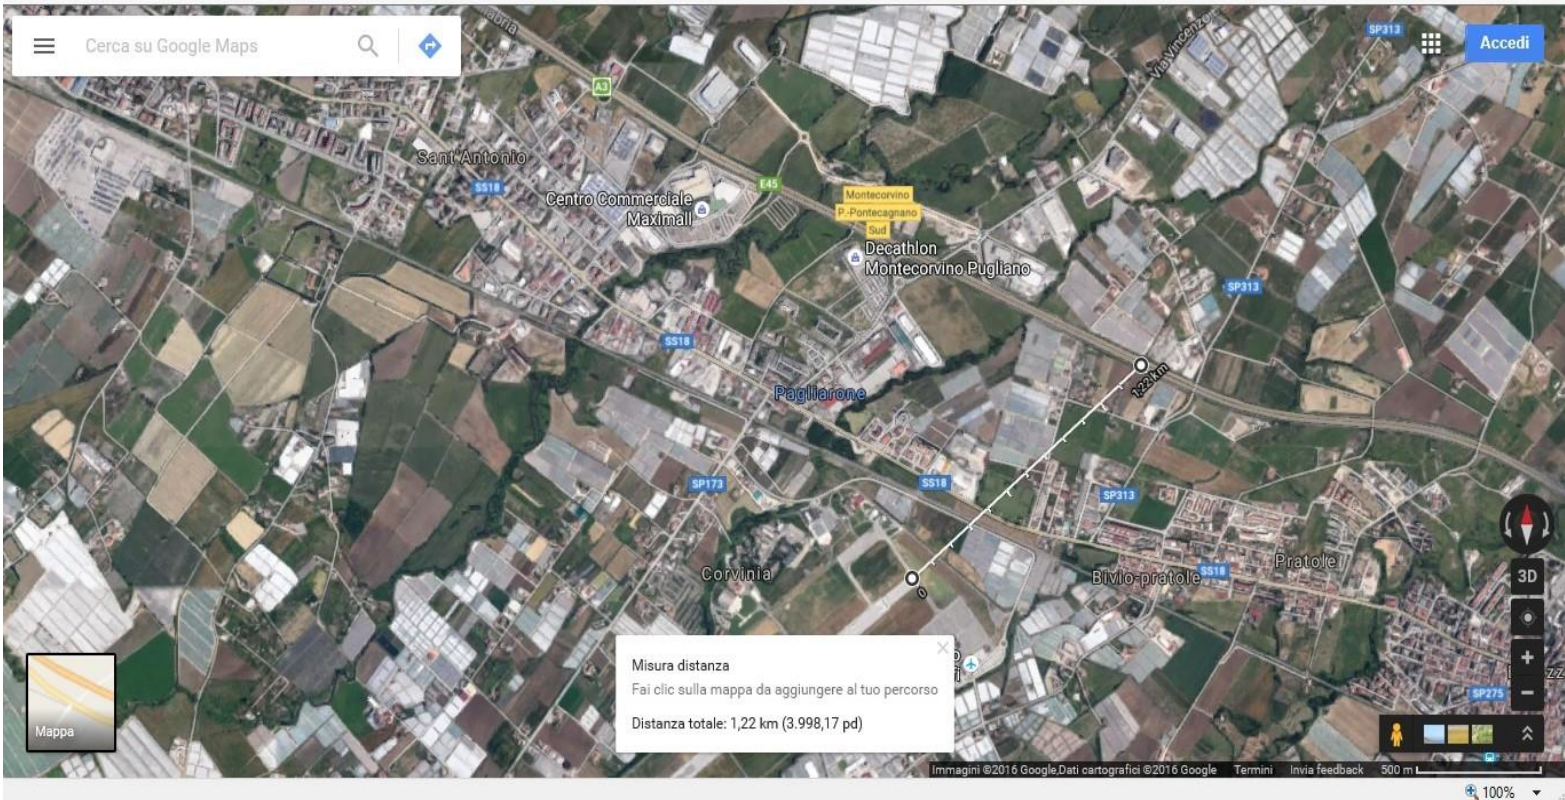 Cerca su Google Maps
Accedi
SP313
Via Vincenzo
A3
Sant'Antonio
SS18
E45
Centro Commerciale
Maximall
Montecorvino
P.-Pontecagnano
Sud
Decathlon
Montecorvino Pugliano
SP313
SS18
Pagliarone
1,22 km
SP173
SS18
SP313
Corvinia
0
Bivio-pratole
SS18
Pratole
3D
Misura distanza
Fai clic sulla mappa da aggiungere al tuo percorso
Distanza totale: 1,22 km (3.998,17 pd)
SP275
Mappa
Immagini ©2016 Google,Dati cartografici ©2016 Google
Termini
Invia feedback
500 m
100%